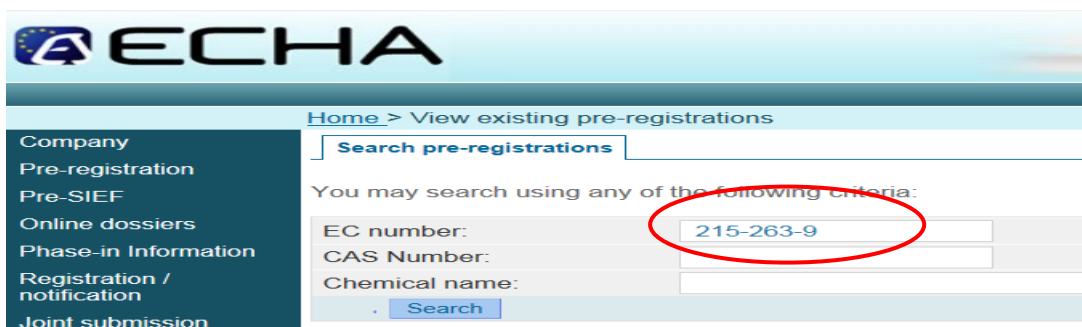 ECHA
Home > View existing pre-registrations
Company
Pre-registration
Pre-SIEF
Online dossiers
Phase-in Information
Registration /
notification
Joint submission
Search pre-registrations
You may search using any of the following criteria:
EC number: 215-263-9
CAS Number:
Chemical name:
Search